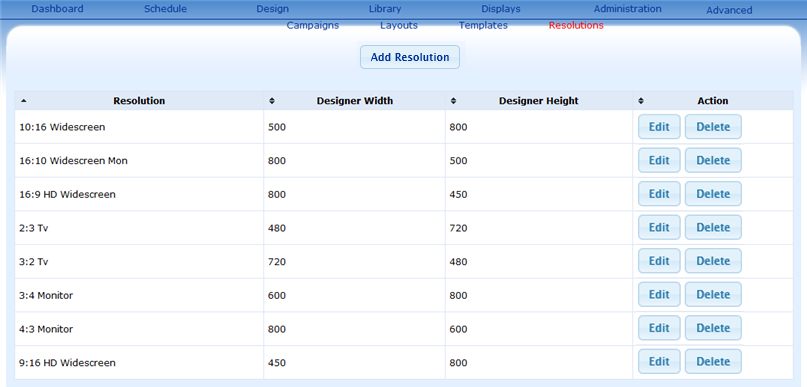 Dashboard Schedule Design Library Displays Administration Advanced
Campaigns Layouts Templates Resolutions
Add Resolution
Resolution Designer Width Designer Height Action
10:16 Widescreen 500 800 Edit Delete
16:10 Widescreen Mon 800 500 Edit Delete
16:9 HD Widescreen 800 450 Edit Delete
2:3 Tv 480 720 Edit Delete
3:2 Tv 720 480 Edit Delete
3:4 Monitor 600 800 Edit Delete
4:3 Monitor 800 600 Edit Delete
9:16 HD Widescreen 450 800 Edit Delete